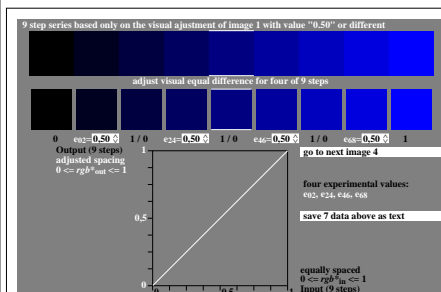 9 step series based only on the visual ajustment of image 1 with value "0.50" or different
adjust visual equal difference for four of 9 steps
0 e02=0,50 1 / 0 e24=0,50 1 / 0 e46=0,50 1 / 0 e68=0,50 1
Output (9 steps)
adjusted spacing
0 <= rgb*out <= 1
1
go to next image 4
four experimental values:
e02, e24, e46, e68
0,5
save 7 data above as text
equally spaced
0 <= rgb*in <= 1
Input (9 steps)
0
0,5
1